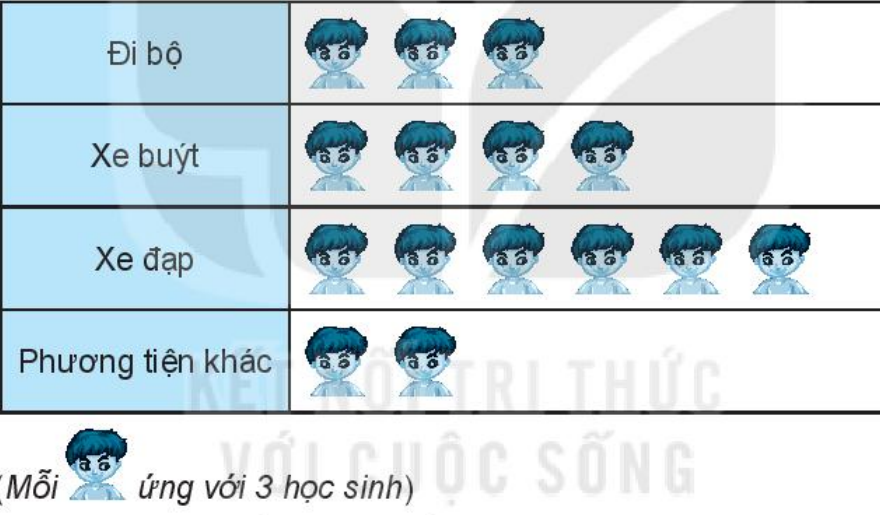 Đi bộ
Xe buýt
Xe đạp
Phương tiện khác
KẾT NỐI TRI THỨC
VỚI CUỘC SỐNG
(Mỗi ứng với 3 học sinh)